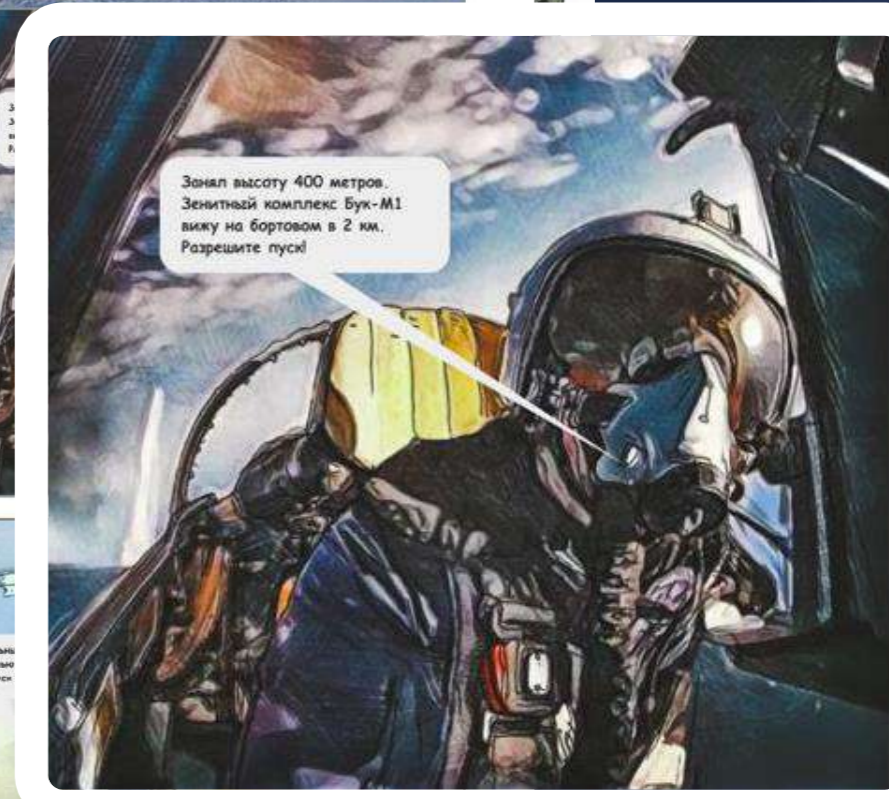 Занял высоту 400 метров.
Зенитный комплекс Бук-М1
вижу на бортовом в 2 км.
Разрешите пуск!